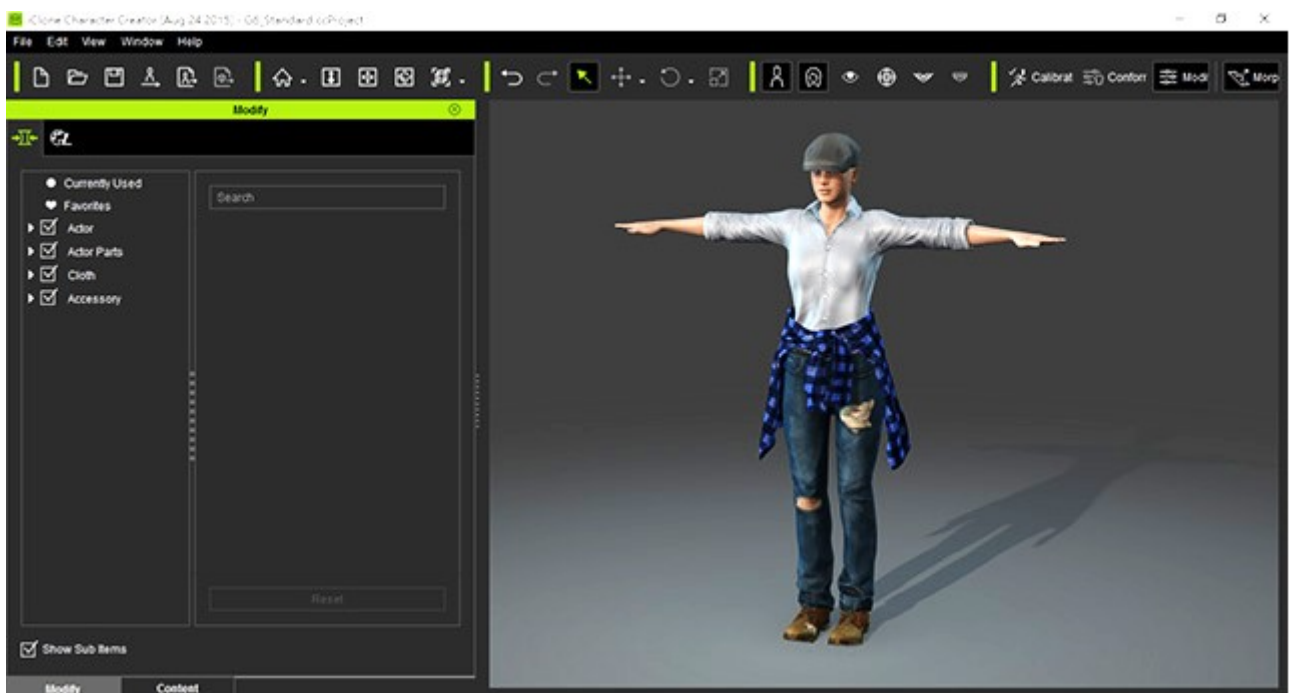 iClone Character Creator (Aug 24 2015) - G6_Standard.ccProject
File Edit View Window Help
Calibrat Conforr Modi Morp
Modify
Currently Used
Search
Favorites
Actor
Actor Parts
Cloth
Accessory
Reset
Show Sub Items
Modify Content